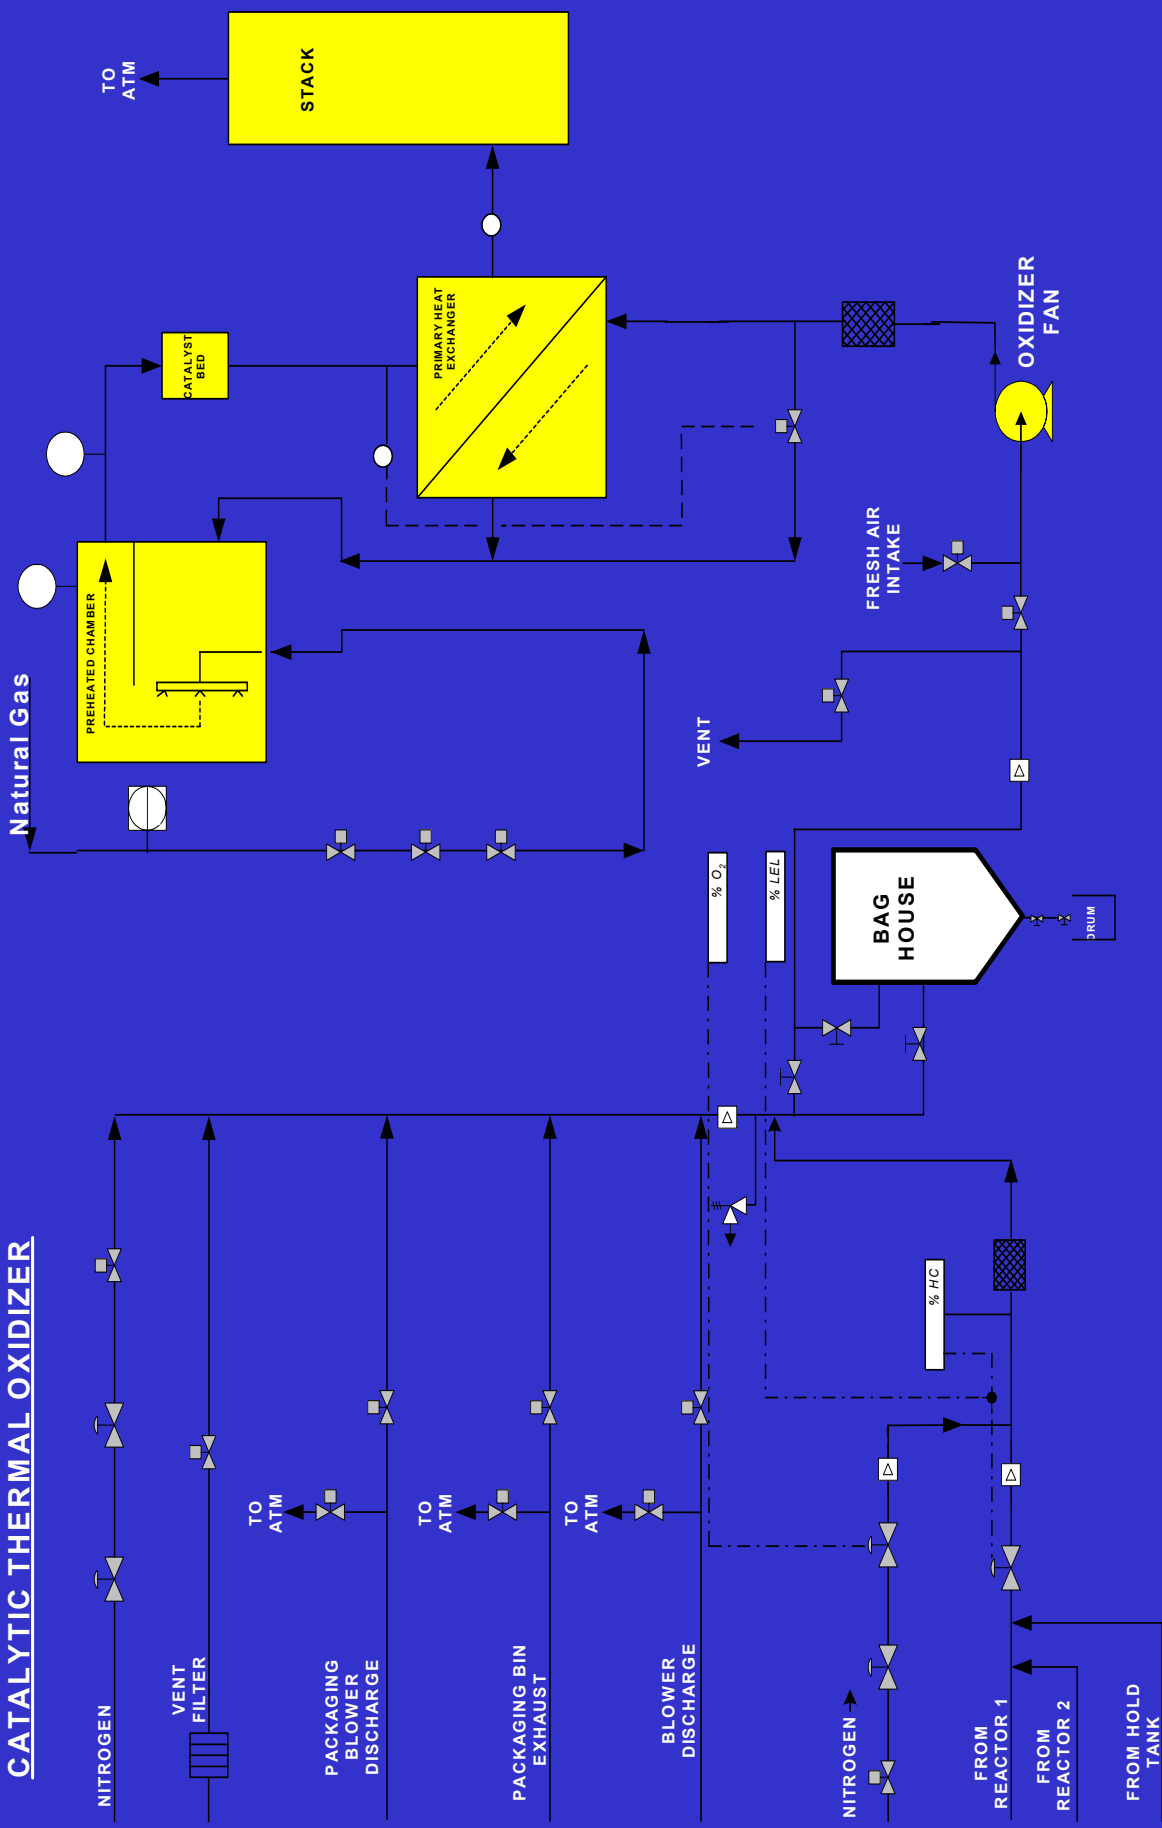 CATALYTIC THERMAL OXIDIZER
NITROGEN
VENT
FILTER
PACKAGING
BLOWER
DISCHARGE
PACKAGING BIN
EXHAUST
BLOWER
DISCHARGE
NITROGEN
FROM
REACTOR 1
FROM
REACTOR 2
FROM HOLD
TANK
TO
ATM
TO
ATM
TO
ATM
% HC
% O2
% LEL
BAG
HOUSE
DRUM
Natural Gas
PREHEATED CHAMBER
VENT
FRESH AIR
INTAKE
OXIDIZER
FAN
CATALYST
BED
PRIMARY HEAT
EXCHANGER
STACK
TO
ATM